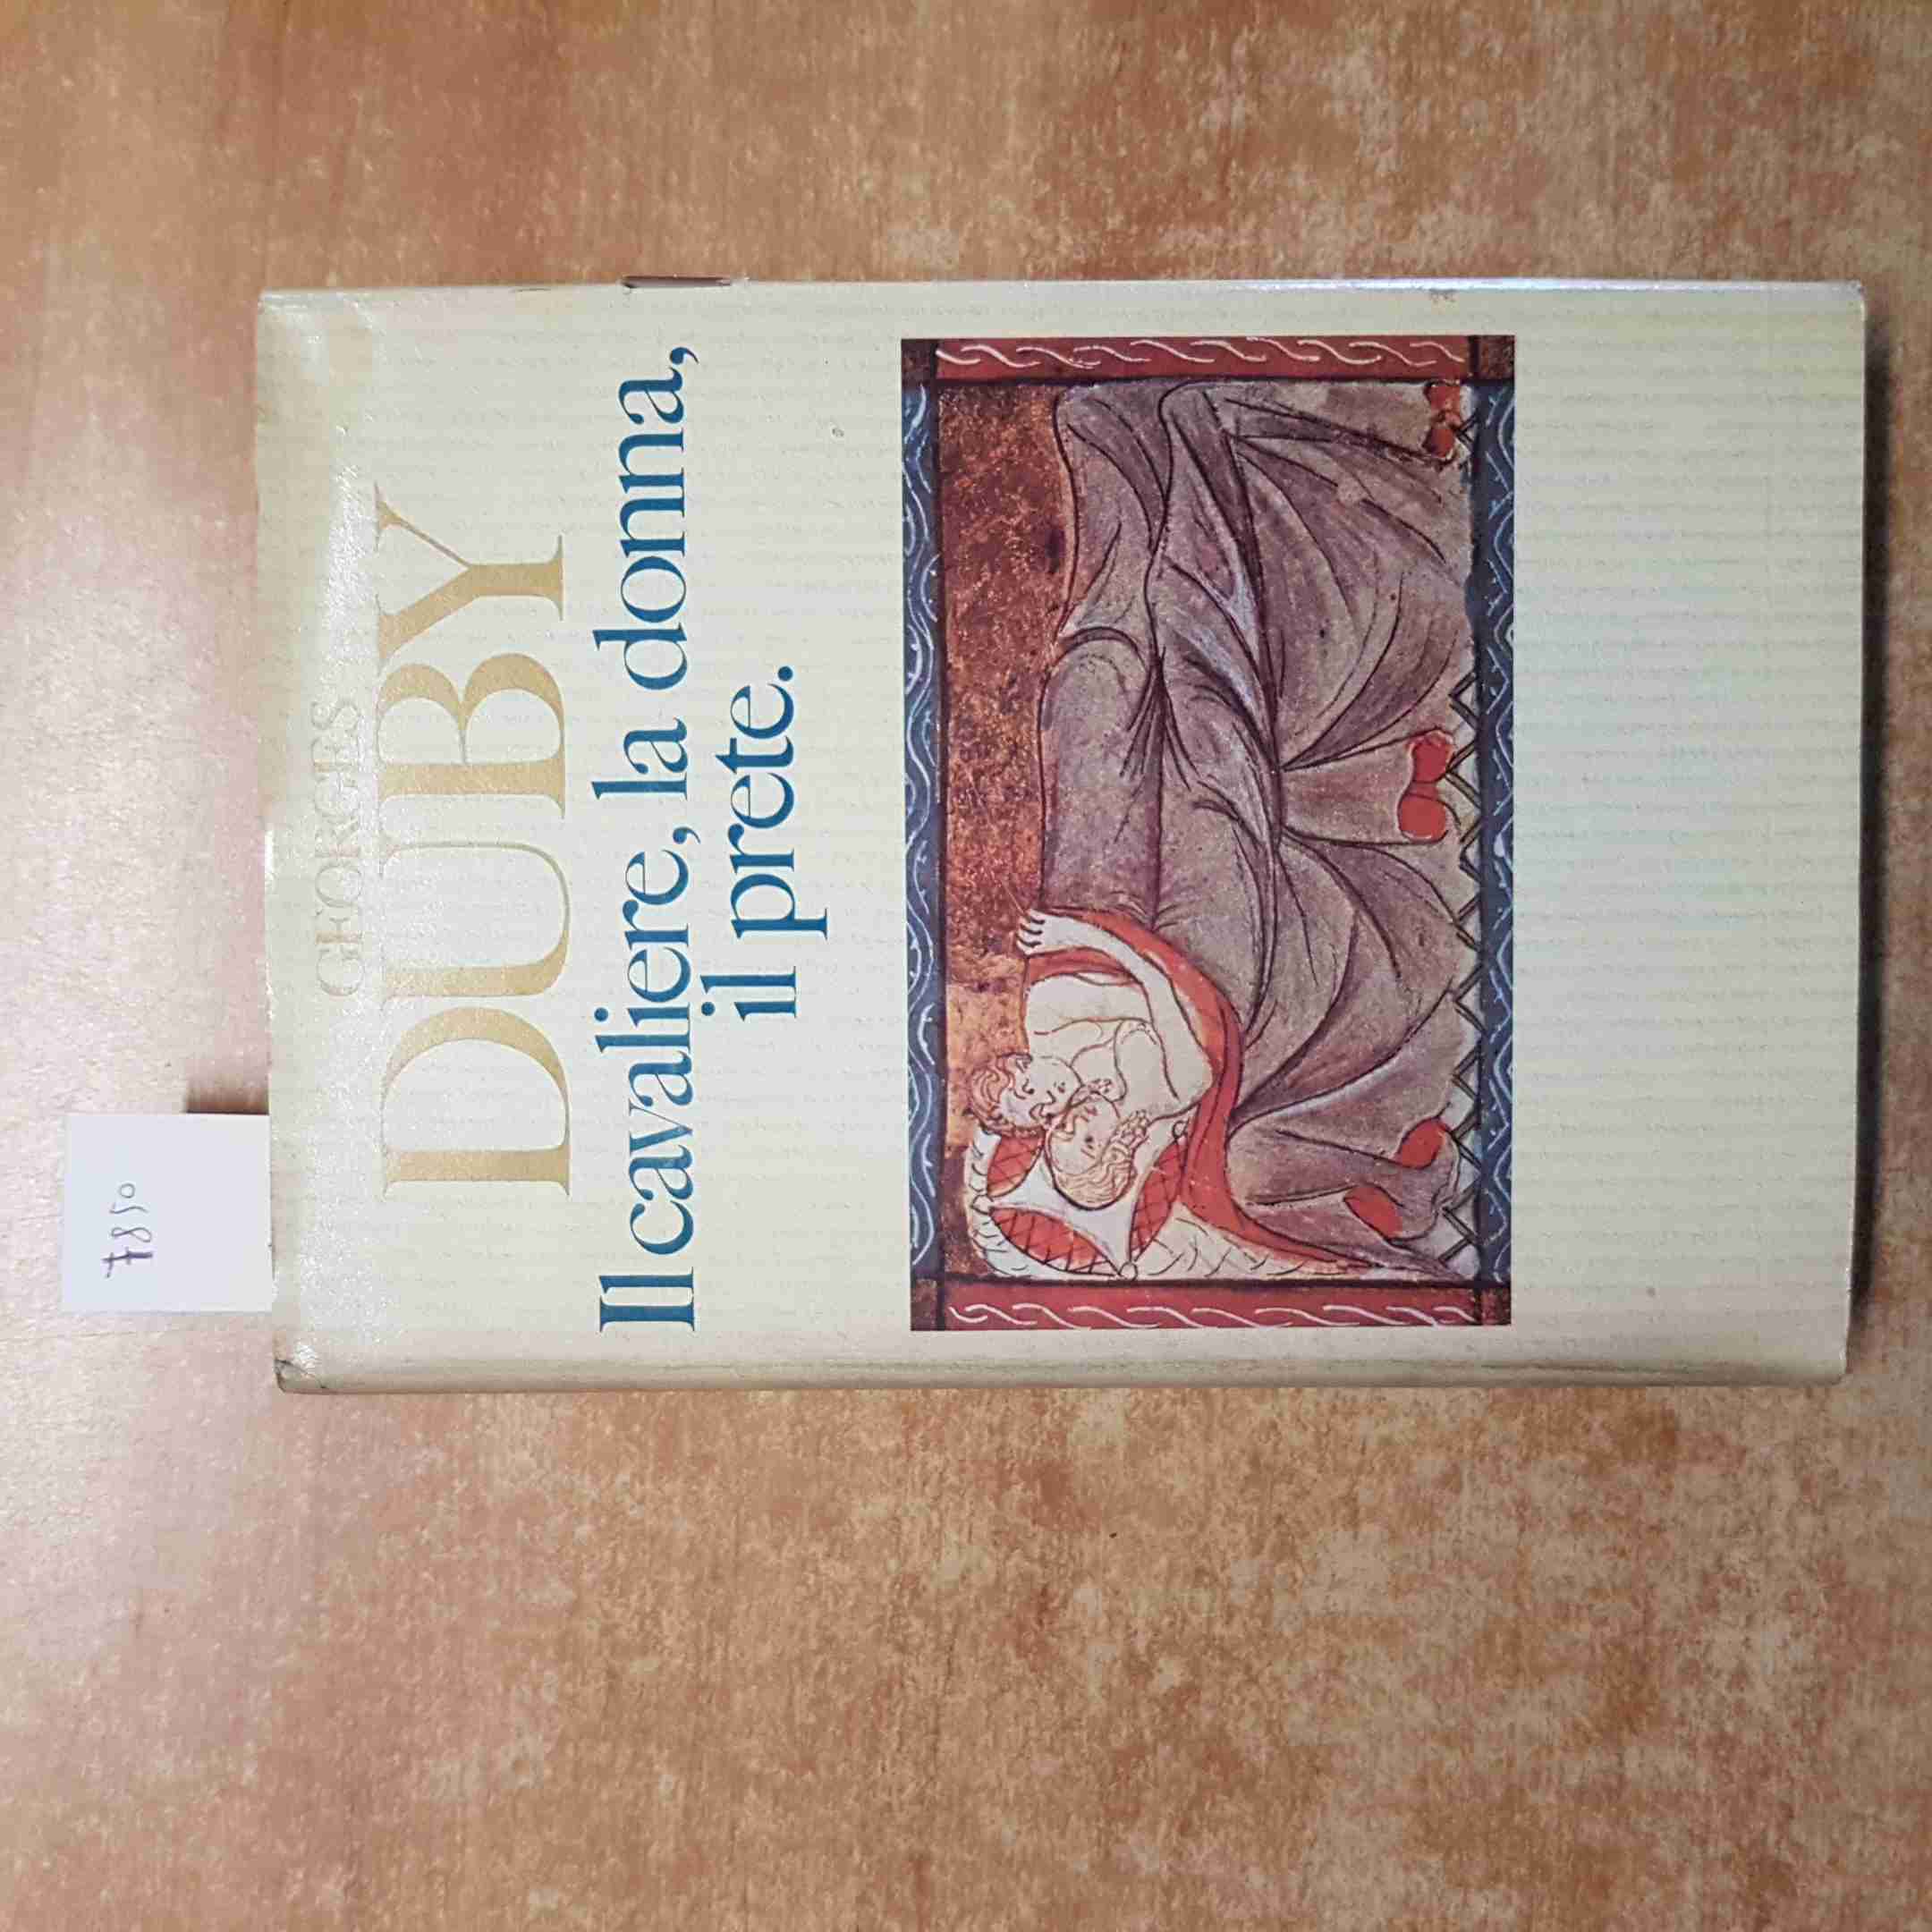 7850
GEORGES
DUBY
Il cavaliere, la donna,
il prete.